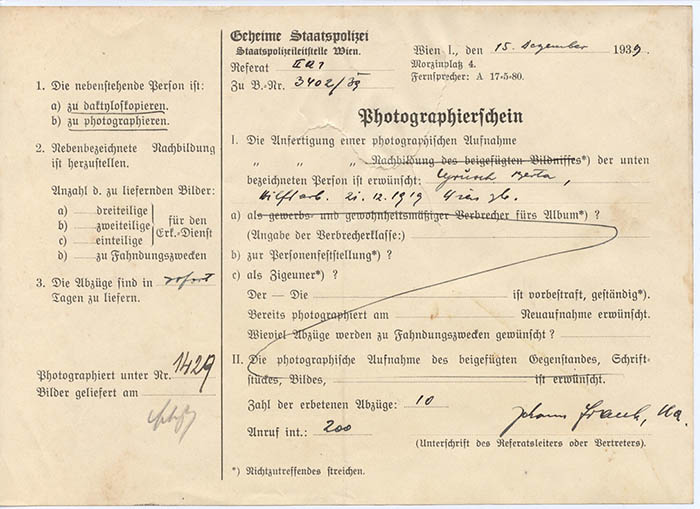 1. Die nebenstehende Person ist:
a) zu daktyloskopieren.
b) zu photographieren.
2. Nebenbezeichnete Nachbildung
ist herzustellen.
Anzahl d. zu liefernden Bilder:
a) dreiteilige
b) zweiteilige
c) einteilige
für den
Erk.-Dienst
d) zu Fahndungszwecken
3. Die Abzüge sind in sofort
Tagen zu liefern.
Photographiert unter Nr. 1429
Bilder geliefert am
Geheime Staatspolizei
Staatspolizeileitstelle Wien.
Referat
Zu B.-Nr. 3402/39
Wien I., den 15. Dezember 1939
Morzinplatz 4.
Fernsprecher: A 17-5-80.
Photographierschein
I. Die Anfertigung einer photographischen Aufnahme
" " " Nachbildung des beigefügten Bildnisses*) der unten
bezeichneten Person ist erwünscht: Berta,
Hilfsarb. 21.12.1919 Wien gb.
a) als gewerbs- und gewohnheitsmäßiger Verbrecher fürs Album*) ?
(Angabe der Verbrecherklasse:)
b) zur Personenfeststellung*) ?
c) als Zigeuner*) ?
Der — Die ist vorbestraft, geständig*).
Bereits photographiert am Neuaufnahme erwünscht.
Wieviel Abzüge werden zu Fahndungszwecken gewünscht ?
II. Die photographische Aufnahme des beigefügten Gegenstandes, Schrift-
stückes, Bildes, ist erwünscht.
Zahl der erbetenen Abzüge: 10
Anruf int.: 200
(Unterschrift des Referatsleiters oder Vertreters).
*) Nichtzutreffendes streichen.